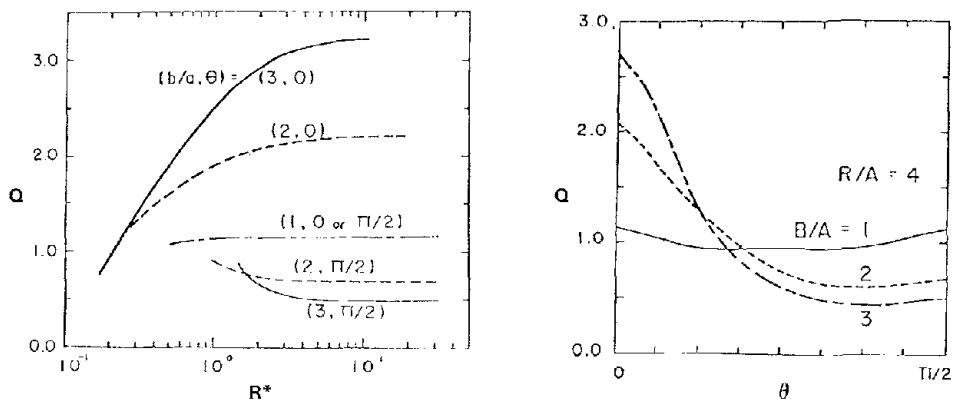 3.0
2.0
1.0
0.0
Q
(b/a,θ) = (3,0)
(2,0)
(1,0 or π/2)
(2,π/2)
(3,π/2)
10⁻¹
10⁰
10¹
R*
3.0
2.0
1.0
0.0
Q
R/A = 4
B/A = 1
2
3
0
π/2
θ